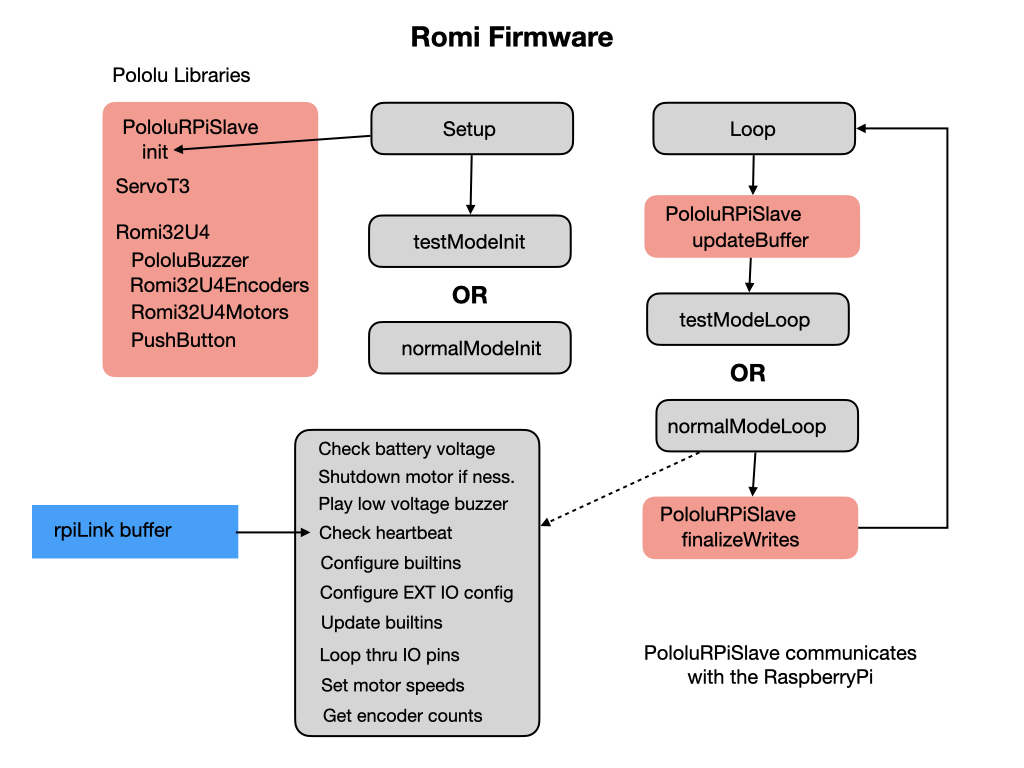 Romi Firmware
Pololu Libraries
PololuRPiSlave
init
ServoT3
Romi32U4
PololuBuzzer
Romi32U4Encoders
Romi32U4Motors
PushButton
Setup
testModeInit
OR
normalModeInit
Loop
PololuRPiSlave
updateBuffer
testModeLoop
OR
normalModeLoop
PololuRPiSlave
finalizeWrites
rpiLink buffer
Check battery voltage
Shutdown motor if ness.
Play low voltage buzzer
Check heartbeat
Configure builtins
Configure EXT IO config
Update builtins
Loop thru IO pins
Set motor speeds
Get encoder counts
PololuRPiSlave communicates
with the RaspberryPi